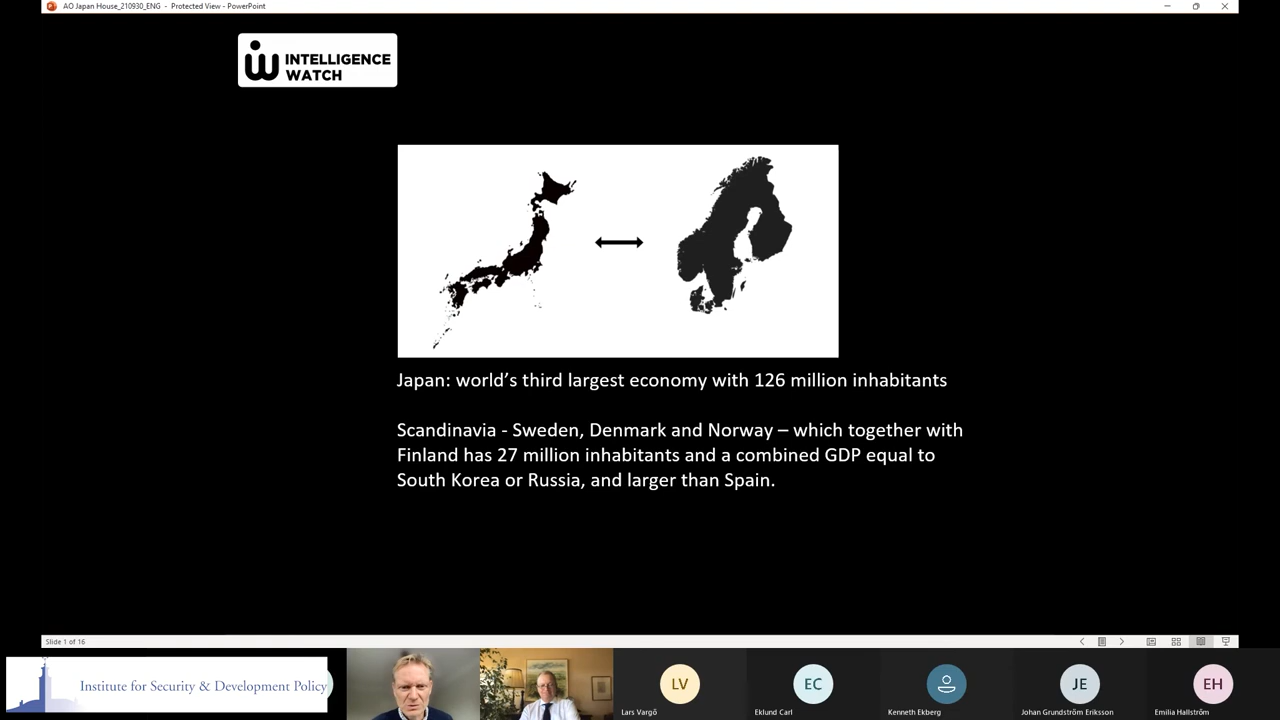 AO Japan House_210930_ENG - Protected View - PowerPoint
INTELLIGENCE
WATCH
Japan: world's third largest economy with 126 million inhabitants
Scandinavia - Sweden, Denmark and Norway – which together with
Finland has 27 million inhabitants and a combined GDP equal to
South Korea or Russia, and larger than Spain.
Slide 1 of 16
Institute for Security & Development Policy
LV
Lars Vargö
EC
Eklund Carl
Kenneth Ekberg
JE
Johan Grundström Eriksson
EH
Emilia Hallström